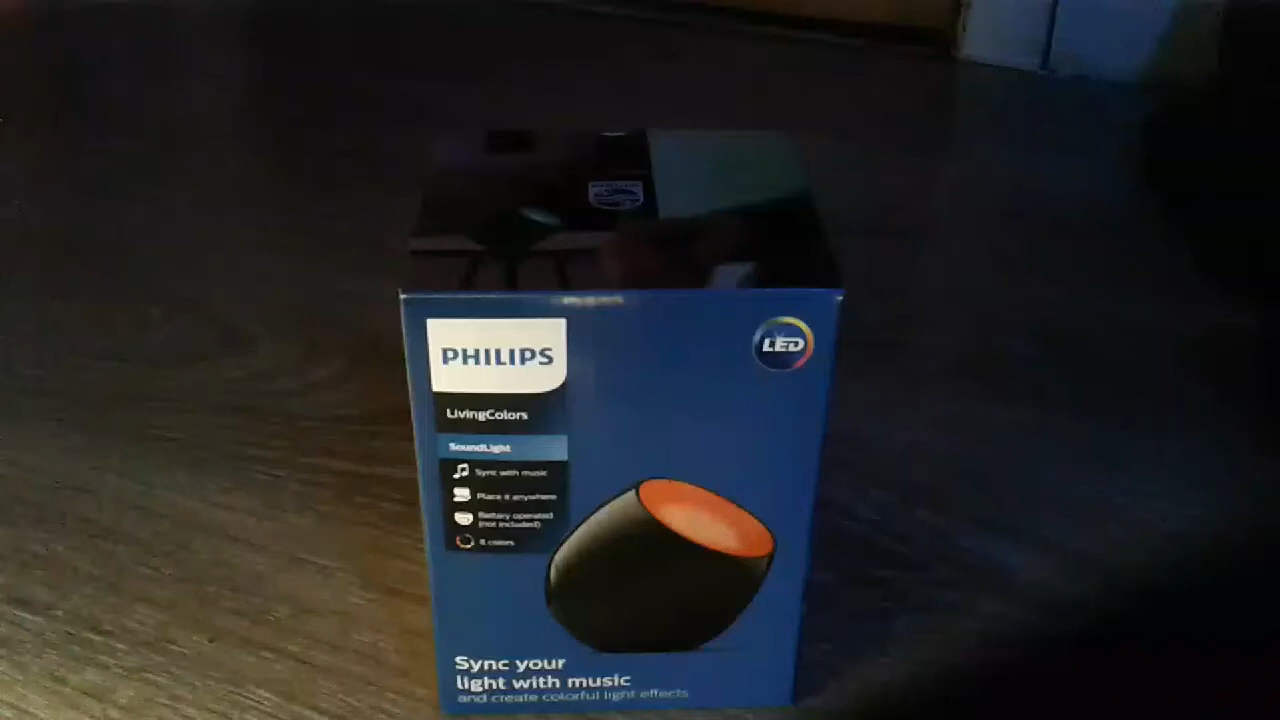 PHILIPS
LED
LivingColors
SoundLight
Sync with music
Place it anywhere
Battery operated
(not included)
colors
Sync your
light with music
and create colorful light effects